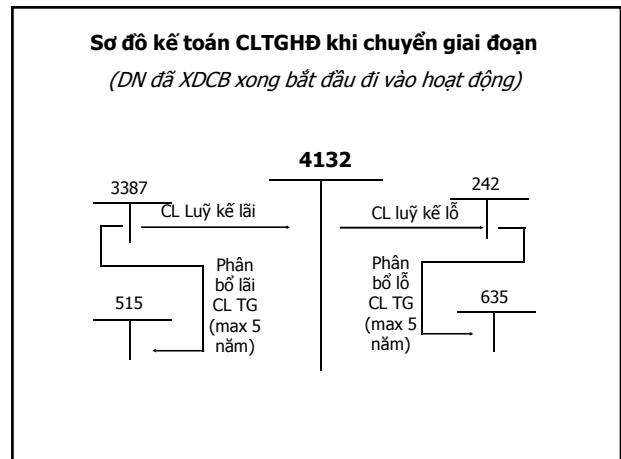 Sơ đồ kế toán CLTGHĐ khi chuyển giai đoạn
(DN đã XDCB xong bắt đầu đi vào hoạt động)
4132
3387
242
CL Luỹ kế lãi
CL luỹ kế lỗ
Phân
bổ lãi
CL TG
(max 5
năm)
Phân
bổ lỗ
CL TG
(max 5
năm)
515
635